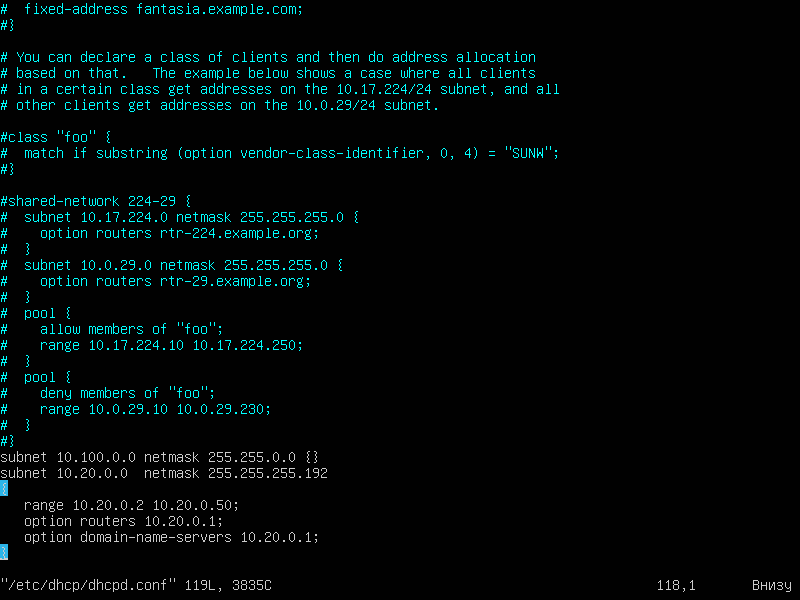 #  fixed-address fantasia.example.com;
#}
# You can declare a class of clients and then do address allocation
# based on that.   The example below shows a case where all clients
# in a certain class get addresses on the 10.17.224/24 subnet, and all
# other clients get addresses on the 10.0.29/24 subnet.
#class "foo" {
#  match if substring (option vendor-class-identifier, 0, 4) = "SUNW";
#}
#shared-network 224-29 {
#  subnet 10.17.224.0 netmask 255.255.255.0 {
#    option routers rtr-224.example.org;
#  }
#  subnet 10.0.29.0 netmask 255.255.255.0 {
#    option routers rtr-29.example.org;
#  }
#  pool {
#    allow members of "foo";
#    range 10.17.224.10 10.17.224.250;
#  }
#  pool {
#    deny members of "foo";
#    range 10.0.29.10 10.0.29.230;
#  }
#}
subnet 10.100.0.0 netmask 255.255.0.0 {}
subnet 10.20.0.0  netmask 255.255.255.192
{
   range 10.20.0.2 10.20.0.50;
   option routers 10.20.0.1;
   option domain-name-servers 10.20.0.1;
}
"/etc/dhcp/dhcpd.conf" 119L, 3835C 118,1 Внизу